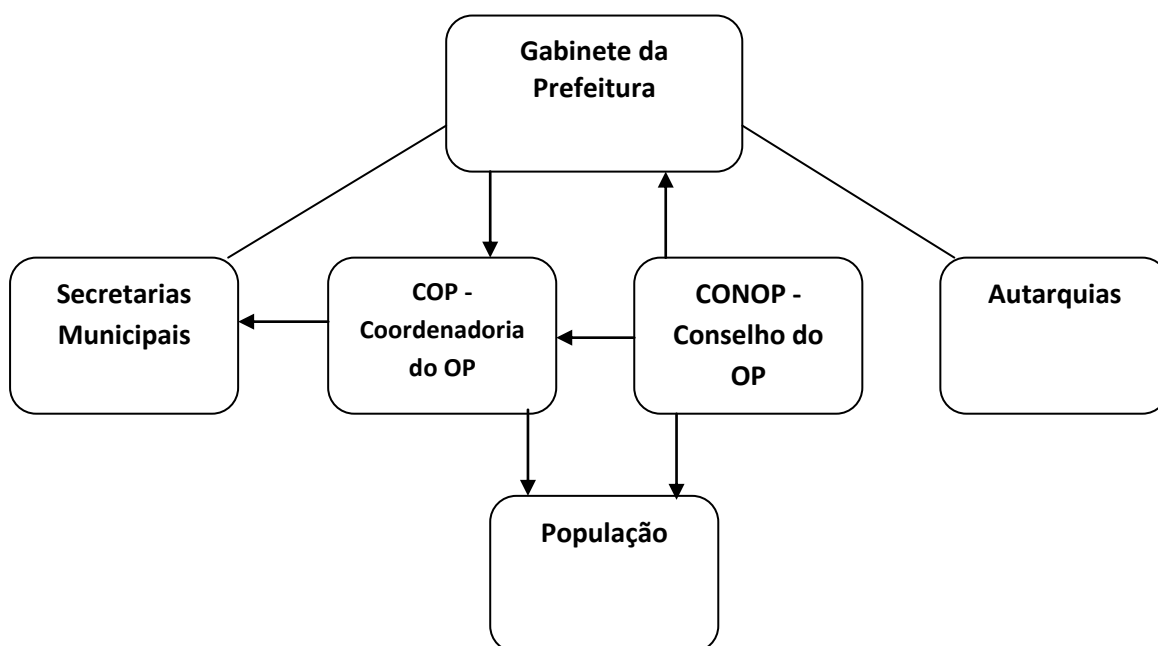 Gabinete da
Prefeitura
Secretarias
Municipais
COP -
Coordenadoria
do OP
CONOP -
Conselho do
OP
Autarquias
População